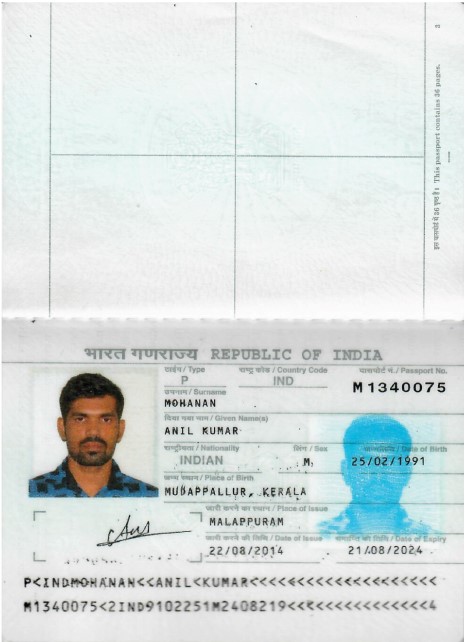 3
इस पासपोर्ट में 36 पृष्ठ हैं। This passport contains 36 pages.
भारत गणराज्य REPUBLIC OF INDIA
टाईप / Type
राष्ट्र कोड / Country Code
पासपोर्ट नं. / Passport No.
P
IND
M1340075
उपनाम / Surname
MOHANAN
दिया गया नाम / Given Name(s)
ANIL KUMAR
राष्ट्रीयता / Nationality
लिंग / Sex
जन्मतिथि / Date of Birth
INDIAN
M
25/02/1991
जन्म स्थान / Place of Birth
MUDAPPALLUR, KERALA
जारी करने का स्थान / Place of Issue
MALAPPURAM
जारी करने की तिथि / Date of Issue
समाप्ति की तिथि / Date of Expiry
22/08/2014
21/08/2024
P<INDMOHANAN<<ANIL<KUMAR<<<<<<<<<<<<<<<<<<<<
M1340075<2IND9102251M2408219<<<<<<<<<<<<<<<4